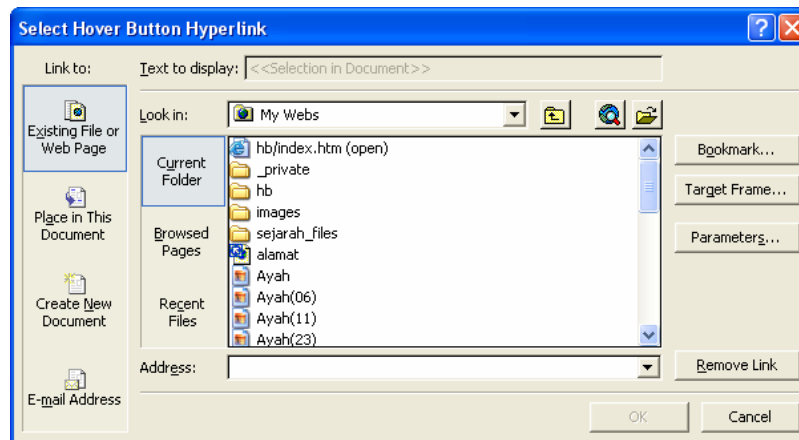 Select Hover Button Hyperlink
Link to:
Text to display: <<Selection in Document>>
Existing File or
Web Page
Place in This
Document
Create New
Document
E-mail Address
Look in: My Webs
Current
Folder
Browsed
Pages
Recent
Files
hb/index.htm (open)
_private
hb
images
sejarah_files
alamat
Ayah
Ayah(06)
Ayah(11)
Ayah(23)
Address:
Bookmark...
Target Frame...
Parameters...
Remove Link
OK
Cancel